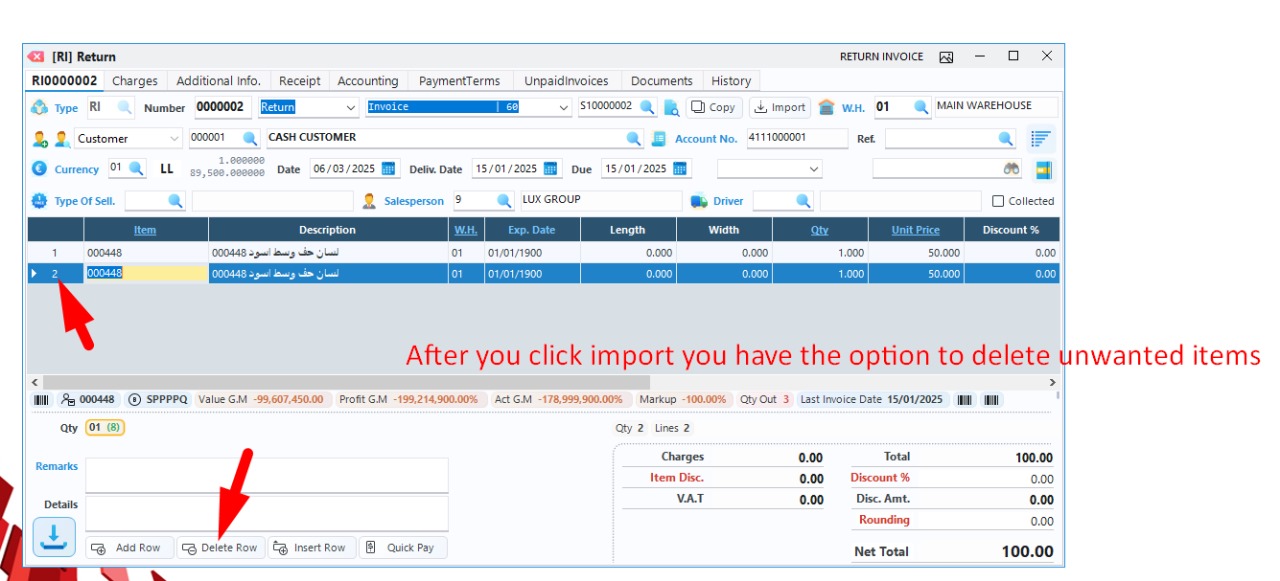 [RI] Return RETURN INVOICE
RI0000002 Charges Additional Info. Receipt Accounting PaymentTerms UnpaidInvoices Documents History
Type RI Number 0000002 Return Invoice | 60 S10000002 Copy Import W.H. 01 MAIN WAREHOUSE
Customer 000001 CASH CUSTOMER Account No. 4111000001 Ref.
Currency 01 LL 1.000000 89,500.000000 Date 06/03/2025 Deliv. Date 15/01/2025 Due 15/01/2025
Type Of Sell. Salesperson 9 LUX GROUP Driver Collected
Item Description W.H. Exp. Date Length Width Qty Unit Price Discount %
1 000448 لسان حف وسط اسود 000448 01 01/01/1900 0.000 0.000 1.000 50.000 0.00
2 000448 لسان حف وسط اسود 000448 01 01/01/1900 0.000 0.000 1.000 50.000 0.00
After you click import you have the option to delete unwanted items
000448 SPPPPQ Value G.M -99,607,450.00 Profit G.M -199,214,900.00% Act G.M -178,999,900.00% Markup -100.00% Qty Out 3 Last Invoice Date 15/01/2025
Qty 01 (8) Qty 2 Lines 2
Charges 0.00 Total 100.00
Remarks Item Disc. 0.00 Discount % 0.00
Details V.A.T 0.00 Disc. Amt. 0.00
Rounding 0.00
Add Row Delete Row Insert Row Quick Pay Net Total 100.00